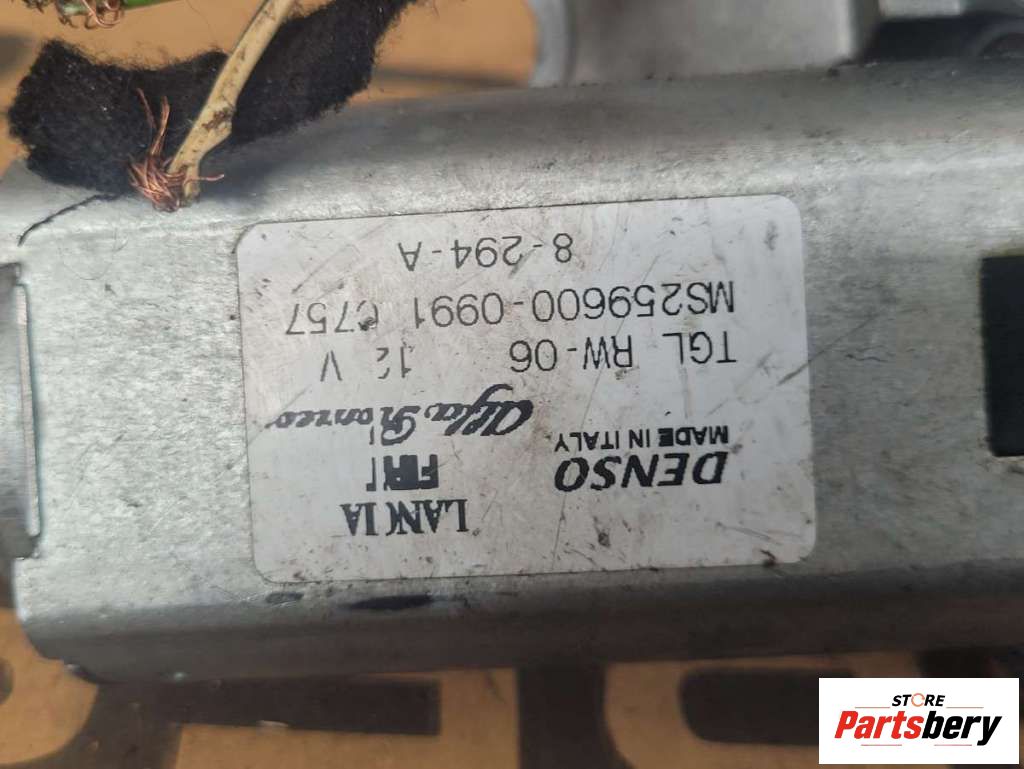 LANCIA
FIAT
Alfa Romeo
DENSO
MADE IN ITALY
TGL RW-06 12 V
MS259600-0991 C757
8-294-A
STORE
Partsbery